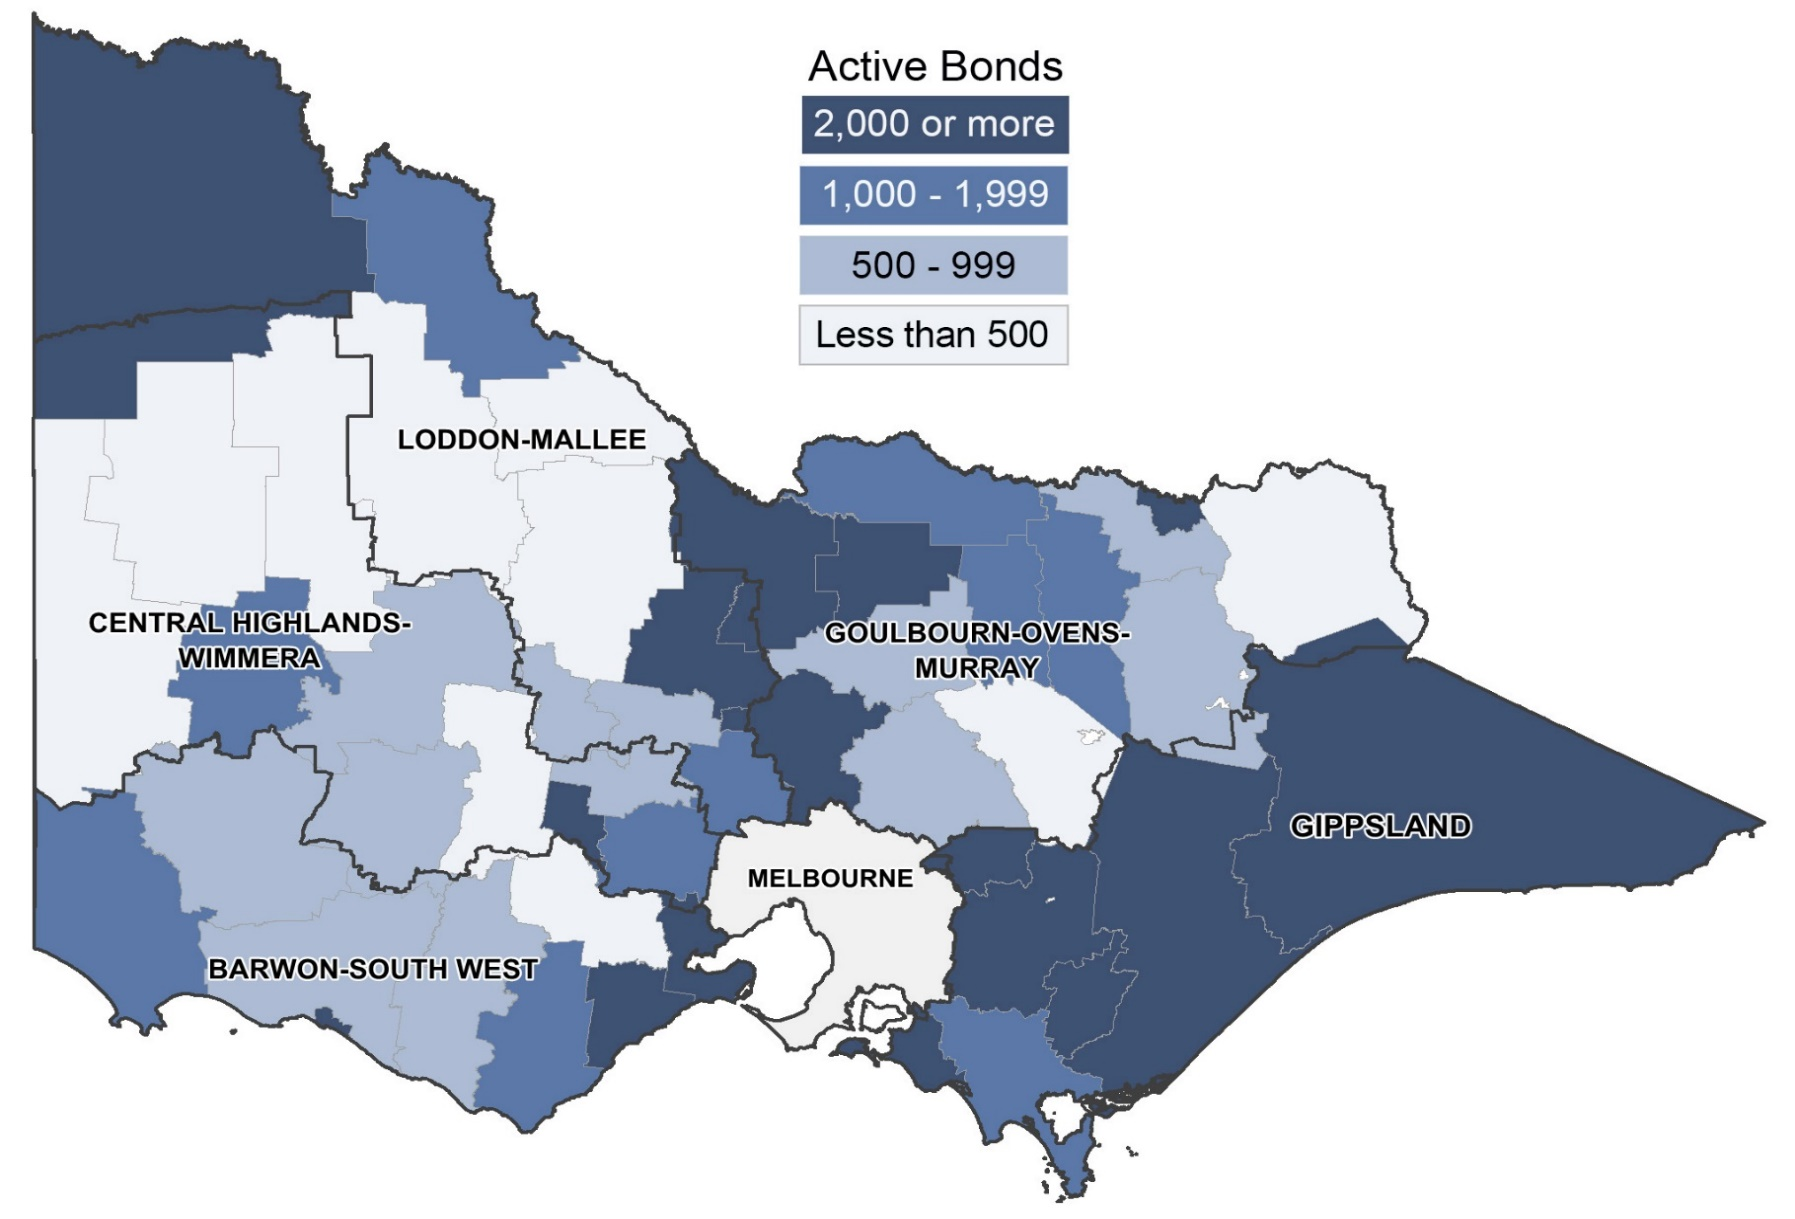 Active Bonds
2,000 or more
1,000 - 1,999
500 - 999
Less than 500
LODDON-MALLEE
CENTRAL HIGHLANDS-
WIMMERA
GOULBOURN-OVENS-
MURRAY
GIPPSLAND
MELBOURNE
BARWON-SOUTH WEST